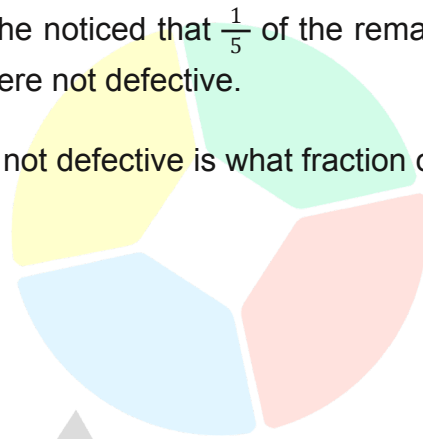 he noticed that 1/5 of the rema
ere not defective.
not defective is what fraction o